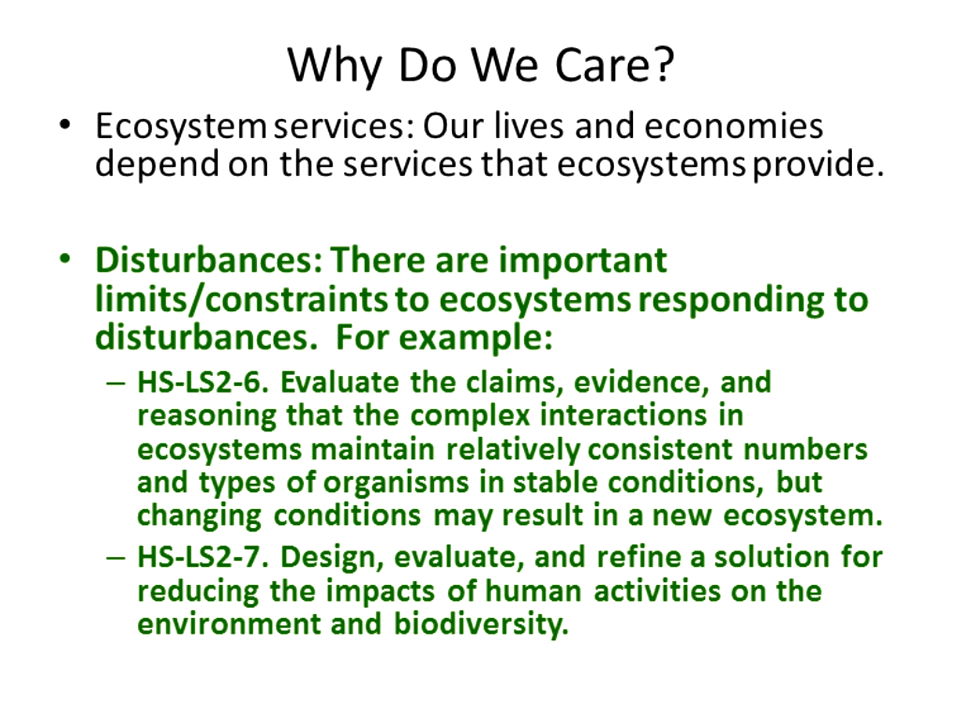 Why Do We Care?
• Ecosystem services: Our lives and economies
depend on the services that ecosystems provide.
• Disturbances: There are important
limits/constraints to ecosystems responding to
disturbances.  For example:
– HS-LS2-6. Evaluate the claims, evidence, and
reasoning that the complex interactions in
ecosystems maintain relatively consistent numbers
and types of organisms in stable conditions, but
changing conditions may result in a new ecosystem.
– HS-LS2-7. Design, evaluate, and refine a solution for
reducing the impacts of human activities on the
environment and biodiversity.